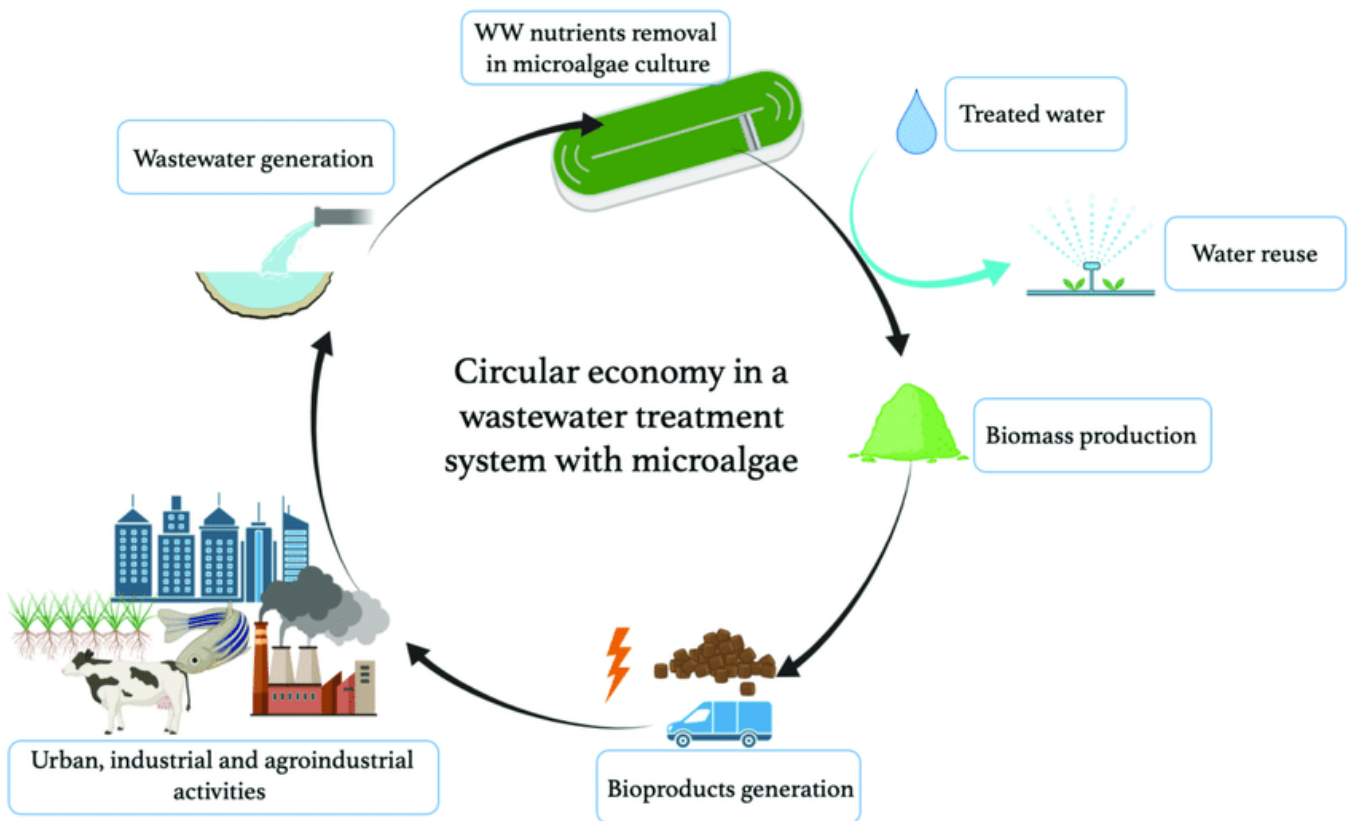 WW nutrients removal
in microalgae culture
Treated water
Wastewater generation
Water reuse
Circular economy in a
wastewater treatment
system with microalgae
Biomass production
Urban, industrial and agroindustrial
activities
Bioproducts generation